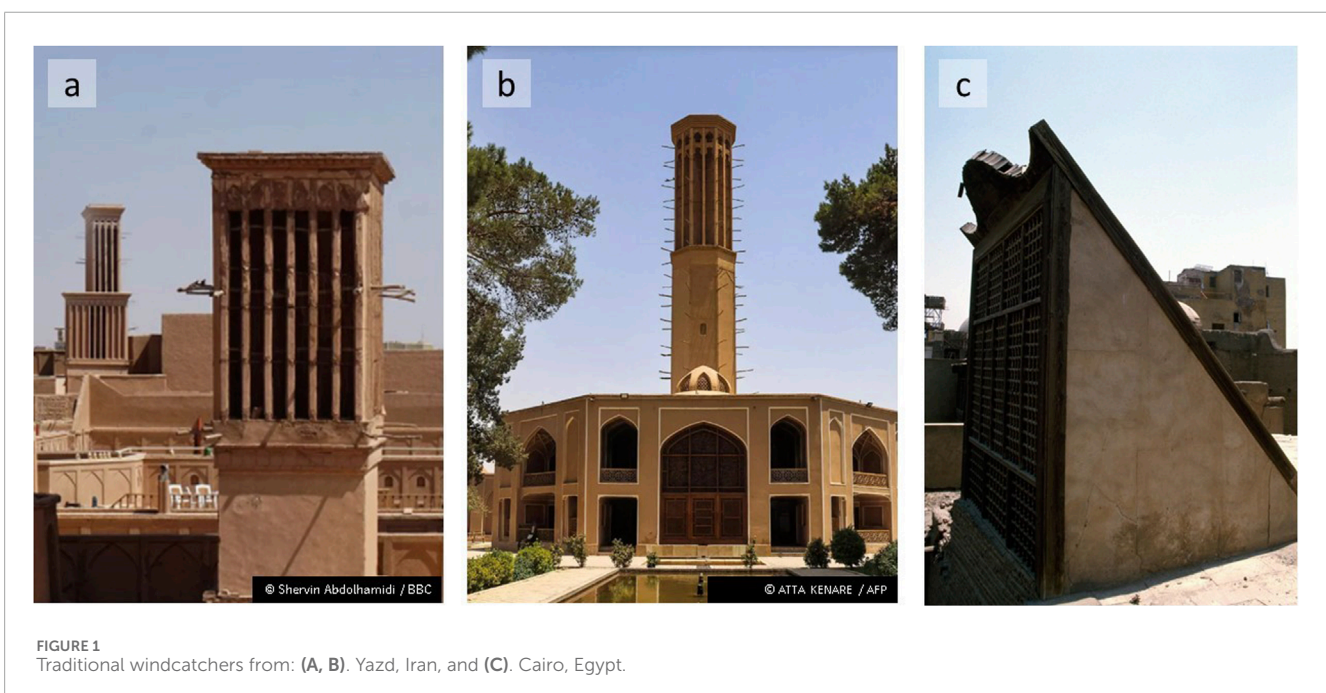 a
b
c
© Shervin Abdolhamidi / BBC
© ATTA KENARE / AFP
FIGURE 1
Traditional windcatchers from: (A, B). Yazd, Iran, and (C). Cairo, Egypt.